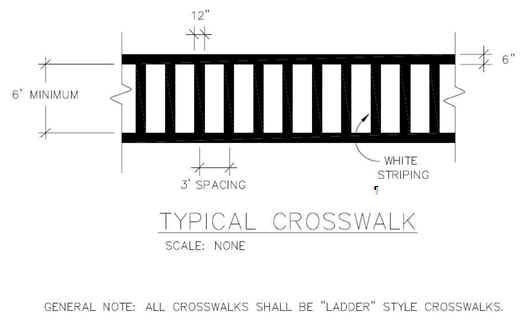 12"
6"
6' MINIMUM
WHITE
STRIPING
¶
3' SPACING
TYPICAL CROSSWALK
SCALE: NONE
GENERAL NOTE: ALL CROSSWALKS SHALL BE "LADDER" STYLE CROSSWALKS.